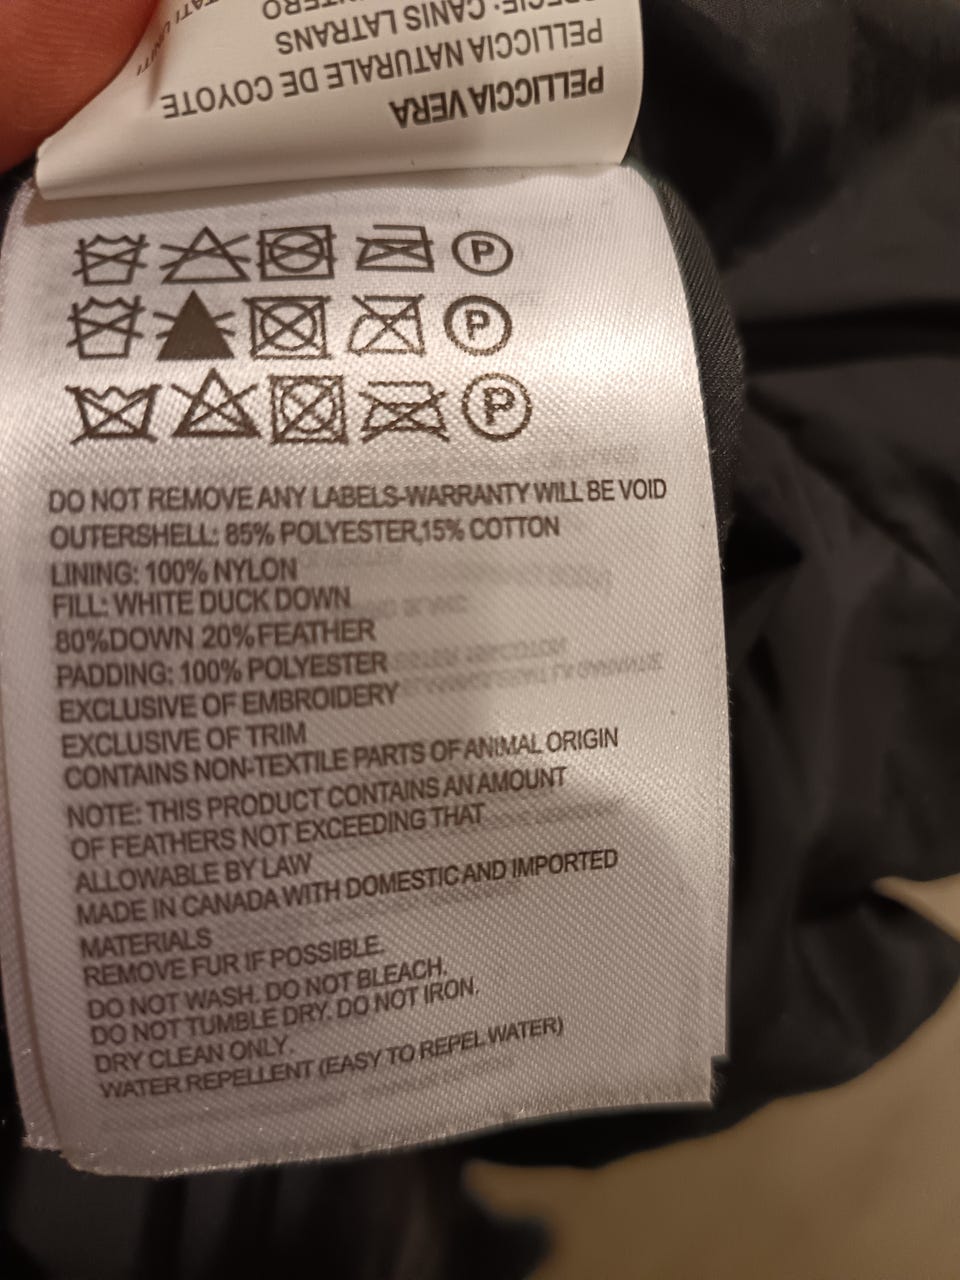 TATI UNITI
PELLICCIA VERA
PELLICCIA NATURALE DE COYOTE
CANIS LATRANS
P
P
P
DO NOT REMOVE ANY LABELS-WARRANTY WILL BE VOID
OUTERSHELL: 85% POLYESTER,15% COTTON
LINING: 100% NYLON
FILL: WHITE DUCK DOWN
80%DOWN 20%FEATHER
PADDING: 100% POLYESTER
EXCLUSIVE OF EMBROIDERY
EXCLUSIVE OF TRIM
CONTAINS NON-TEXTILE PARTS OF ANIMAL ORIGIN
NOTE: THIS PRODUCT CONTAINS AN AMOUNT
OF FEATHERS NOT EXCEEDING THAT
ALLOWABLE BY LAW
MADE IN CANADA WITH DOMESTIC AND IMPORTED
MATERIALS
REMOVE FUR IF POSSIBLE.
DO NOT WASH. DO NOT BLEACH.
DO NOT TUMBLE DRY. DO NOT IRON.
DRY CLEAN ONLY.
WATER REPELLENT (EASY TO REPEL WATER)